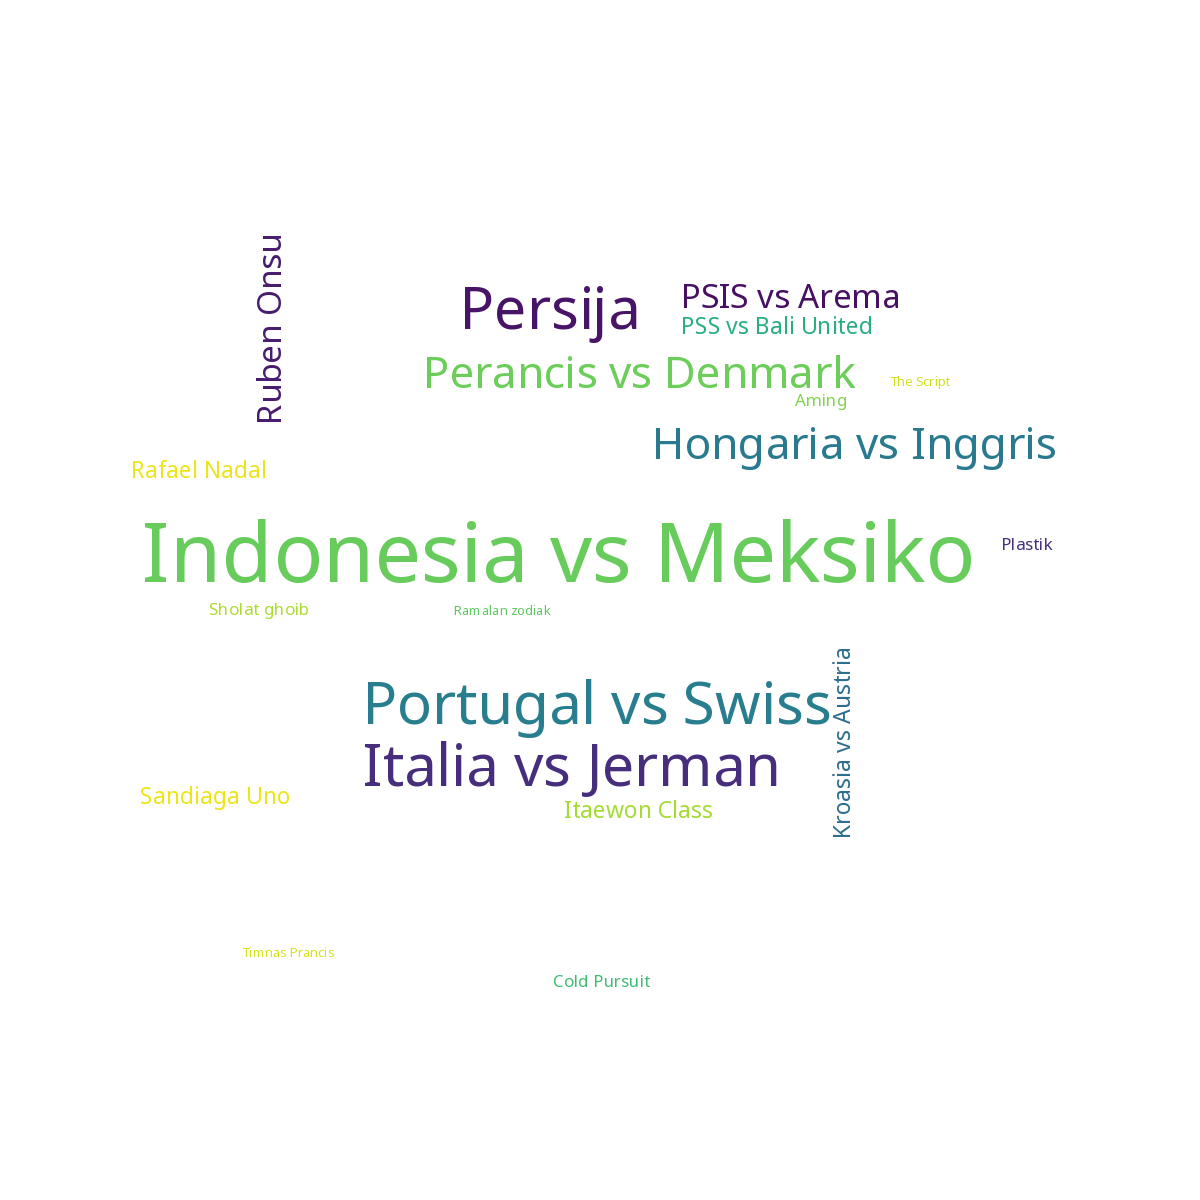 Ruben Onsu
Persija
PSIS vs Arema
PSS vs Bali United
Perancis vs Denmark
The Script
Aming
Hongaria vs Inggris
Rafael Nadal
Indonesia vs Meksiko
Plastik
Sholat ghoib
Ramalan zodiak
Portugal vs Swiss
Kroasia vs Austria
Italia vs Jerman
Sandiaga Uno
Itaewon Class
Timnas Prancis
Cold Pursuit